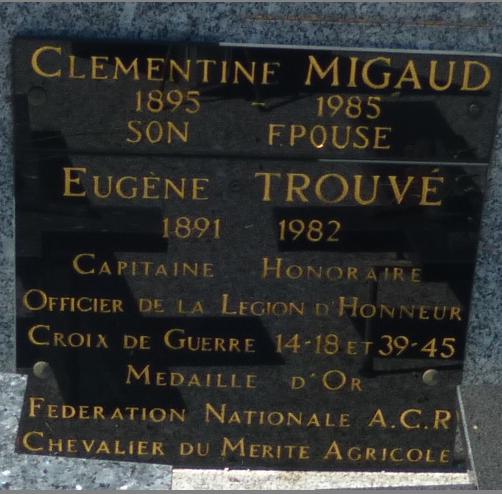 CLEMENTINE MIGAUD
1895 - 1985
SON FPOUSE
EUGÈNE TROUVÉ
1891 1982
CAPITAINE HONORAIRE
OFFICIER DE LA LEGION D'HONNEUR
CROIX DE GUERRE 14-18 ET 39-45
MEDAILLE D'OR
FEDERATION NATIONALE A.C.R
CHEVALIER DU MERITE AGRICOLE